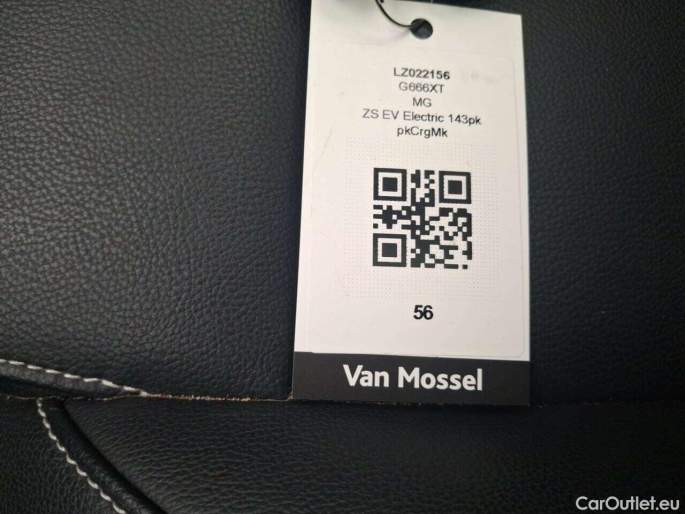 LZ022156
G666XT
MG
ZS EV Electric 143pk
pkCrgMk
56
Van Mossel
CarOutlet.eu